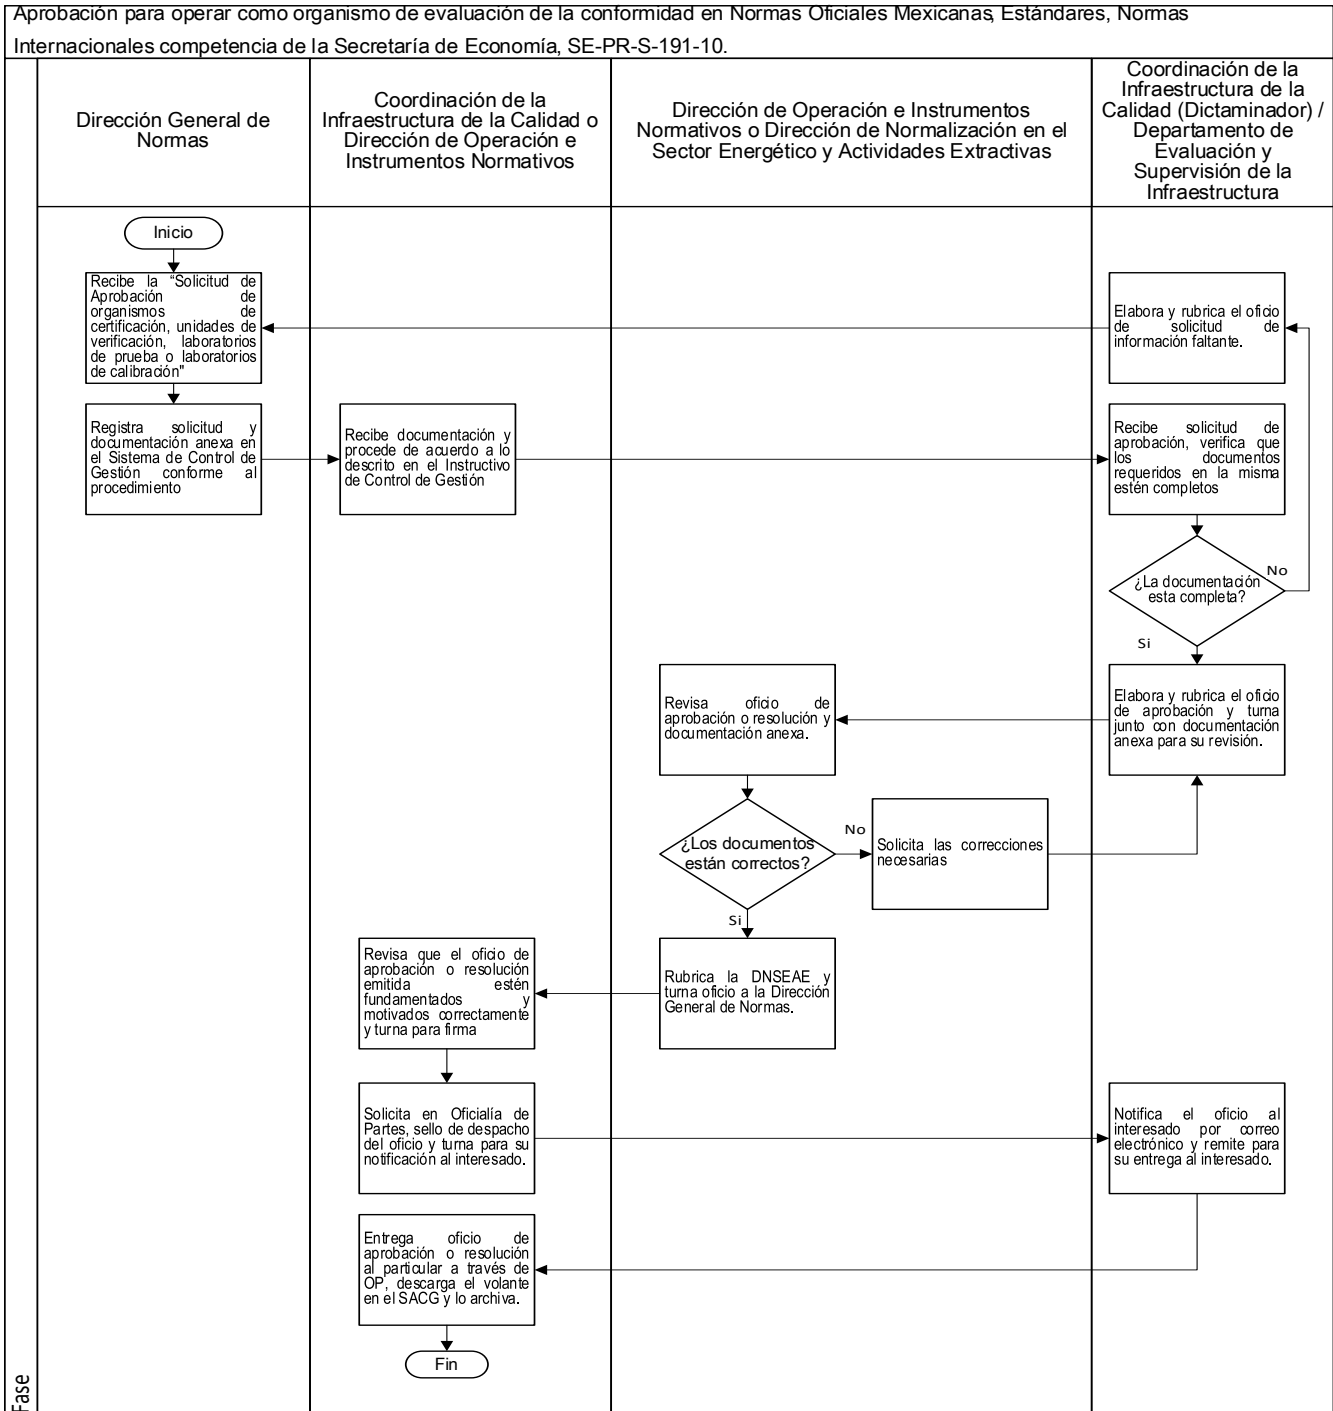 Aprobación para operar como organismo de evaluación de la conformidad en Normas Oficiales Mexicanas, Estándares, Normas
Internacionales competencia de la Secretaría de Economía, SE-PR-S-191-10.
Dirección General de
Normas
Coordinación de la
Infraestructura de la Calidad o
Dirección de Operación e
Instrumentos Normativos
Dirección de Operación e Instrumentos
Normativos o Dirección de Normalización en el
Sector Energético y Actividades Extractivas
Coordinación de la
Infraestructura de la
Calidad (Dictaminador) /
Departamento de
Evaluación y
Supervisión de la
Infraestructura
Inicio
Recibe la "Solicitud de
Aprobación de
organismos de
certificación, unidades de
verificación, laboratorios
de prueba o laboratorios
de calibración"
Elabora y rubrica el oficio
de solicitud de
información faltante.
Registra solicitud y
documentación anexa en
el Sistema de Control de
Gestión conforme al
procedimiento
Recibe documentación y
procede de acuerdo a lo
descrito en el Instructivo
de Control de Gestión
Recibe solicitud de
aprobación, verifica que
los documentos
requeridos en la misma
estén completos
¿La documentación
esta completa?
No
Si
Revisa oficio de
aprobación o resolución y
documentación anexa.
Elabora y rubrica el oficio
de aprobación y turna
junto con documentación
anexa para su revisión.
¿Los documentos
están correctos?
No
Solicita las correcciones
necesarias
Si
Revisa que el oficio de
aprobación o resolución
emitida estén
fundamentados y
motivados correctamente
y turna para firma
Rubrica la DNSEAE y
turna oficio a la Dirección
General de Normas.
Solicita en Oficialía de
Partes, sello de despacho
del oficio y turna para su
notificación al interesado.
Notifica el oficio al
interesado por correo
electrónico y remite para
su entrega al interesado.
Entrega oficio de
aprobación o resolución
al particular a través de
OP, descarga el volante
en el SACG y lo archiva.
Fin
Fase